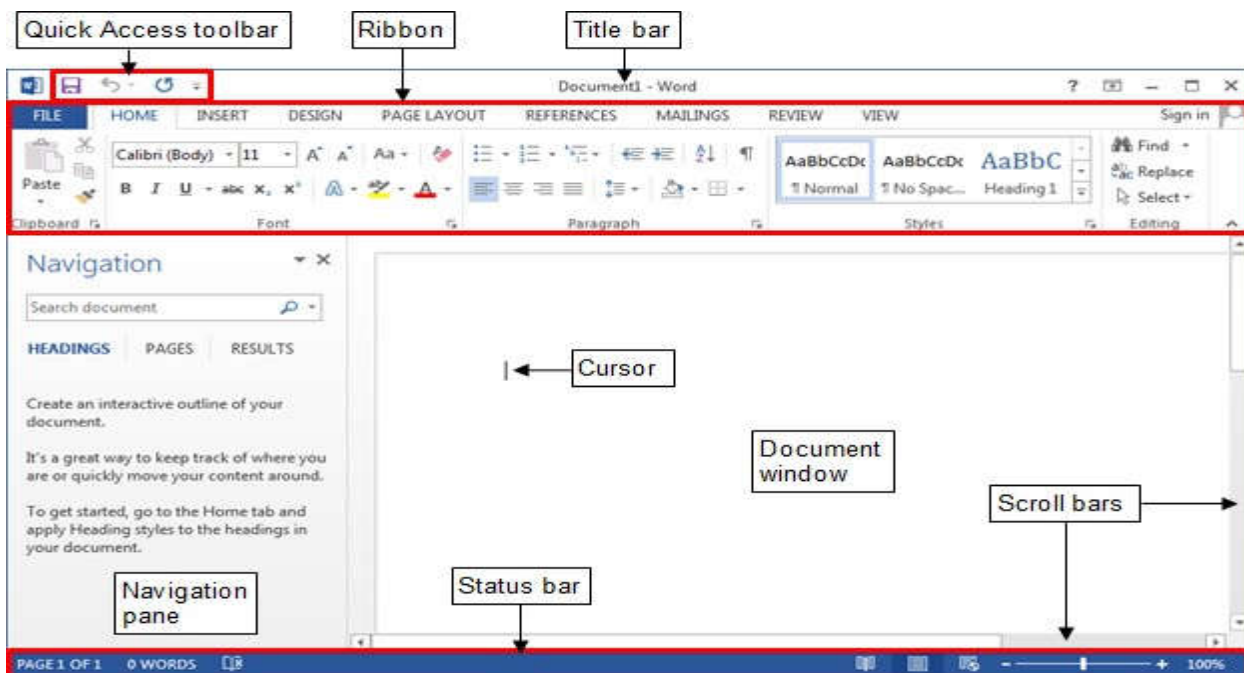 Quick Access toolbar
Ribbon
Title bar
Document1 - Word
?
FILE HOME INSERT DESIGN PAGE LAYOUT REFERENCES MAILINGS REVIEW VIEW Sign in
Calibri (Body) 11 A A Aa
Paste
B I U abc X₂ X² A A
AaBbCcDc AaBbCcDc AaBbC
¶ Normal ¶ No Spac... Heading 1
Find
Replace
Select
Clipboard Font Paragraph Styles Editing
Navigation
Search document
HEADINGS PAGES RESULTS
Create an interactive outline of your
document.
It's a great way to keep track of where you
are or quickly move your content around.
To get started, go to the Home tab and
apply Heading styles to the headings in
your document.
Navigation
pane
Cursor
Document
window
Scroll bars
Status bar
PAGE 1 OF 1 0 WORDS 100%